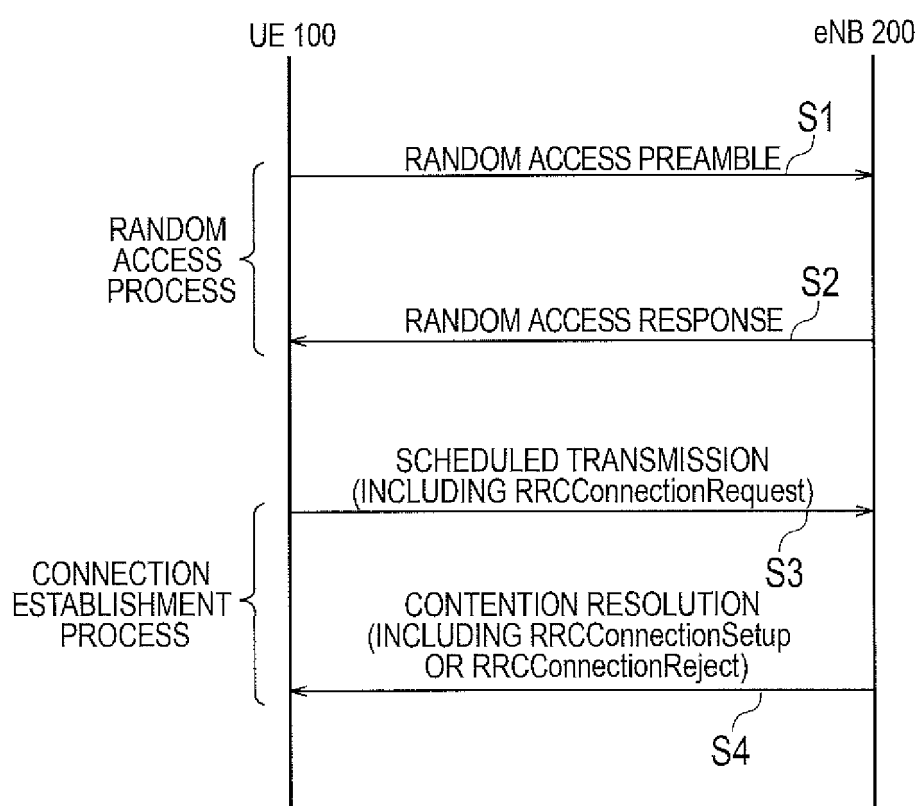 UE 100
eNB 200
S1
RANDOM ACCESS PREAMBLE
RANDOM
ACCESS
PROCESS
S2
RANDOM ACCESS RESPONSE
SCHEDULED TRANSMISSION
(INCLUDING RRCConnectionRequest)
S3
CONNECTION
ESTABLISHMENT
PROCESS
CONTENTION RESOLUTION
(INCLUDING RRCConnectionSetup
OR RRCConnectionReject)
S4